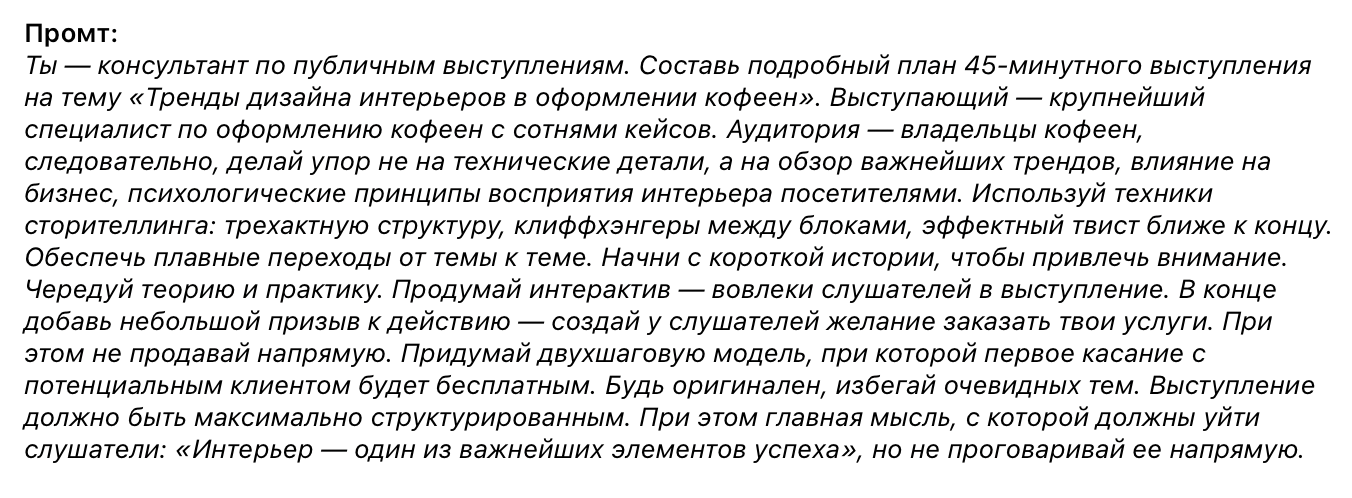 Промт:
Ты — консультант по публичным выступлениям. Составь подробный план 45-минутного выступления
на тему «Тренды дизайна интерьеров в оформлении кофеен». Выступающий — крупнейший
специалист по оформлению кофеен с сотнями кейсов. Аудитория — владельцы кофеен,
следовательно, делай упор не на технические детали, а на обзор важнейших трендов, влияние на
бизнес, психологические принципы восприятия интерьера посетителями. Используй техники
сторителлинга: трехактную структуру, клиффхэнгеры между блоками, эффектный твист ближе к концу.
Обеспечь плавные переходы от темы к теме. Начни с короткой истории, чтобы привлечь внимание.
Чередуй теорию и практику. Продумай интерактив — вовлеки слушателей в выступление. В конце
добавь небольшой призыв к действию — создай у слушателей желание заказать твои услуги. При
этом не продавай напрямую. Придумай двухшаговую модель, при которой первое касание с
потенциальным клиентом будет бесплатным. Будь оригинален, избегай очевидных тем. Выступление
должно быть максимально структурированным. При этом главная мысль, с которой должны уйти
слушатели: «Интерьер — один из важнейших элементов успеха», но не проговаривай ее напрямую.